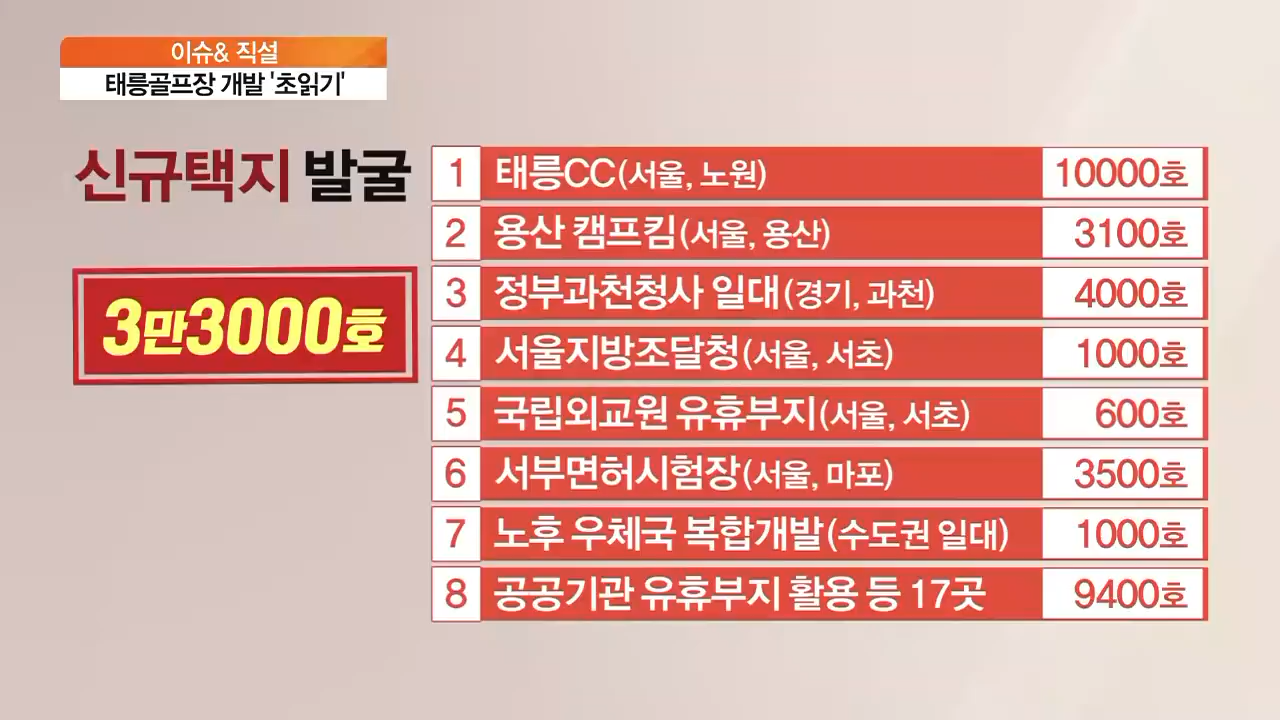 이슈& 직설
태릉골프장 개발 '초읽기'
신규택지 발굴
3만3000호
1 태릉CC(서울, 노원) 10000호
2 용산 캠프킴(서울, 용산) 3100호
3 정부과천청사 일대(경기, 과천) 4000호
4 서울지방조달청(서울, 서초) 1000호
5 국립외교원 유휴부지(서울, 서초) 600호
6 서부면허시험장(서울, 마포) 3500호
7 노후 우체국 복합개발(수도권 일대) 1000호
8 공공기관 유휴부지 활용 등 17곳 9400호